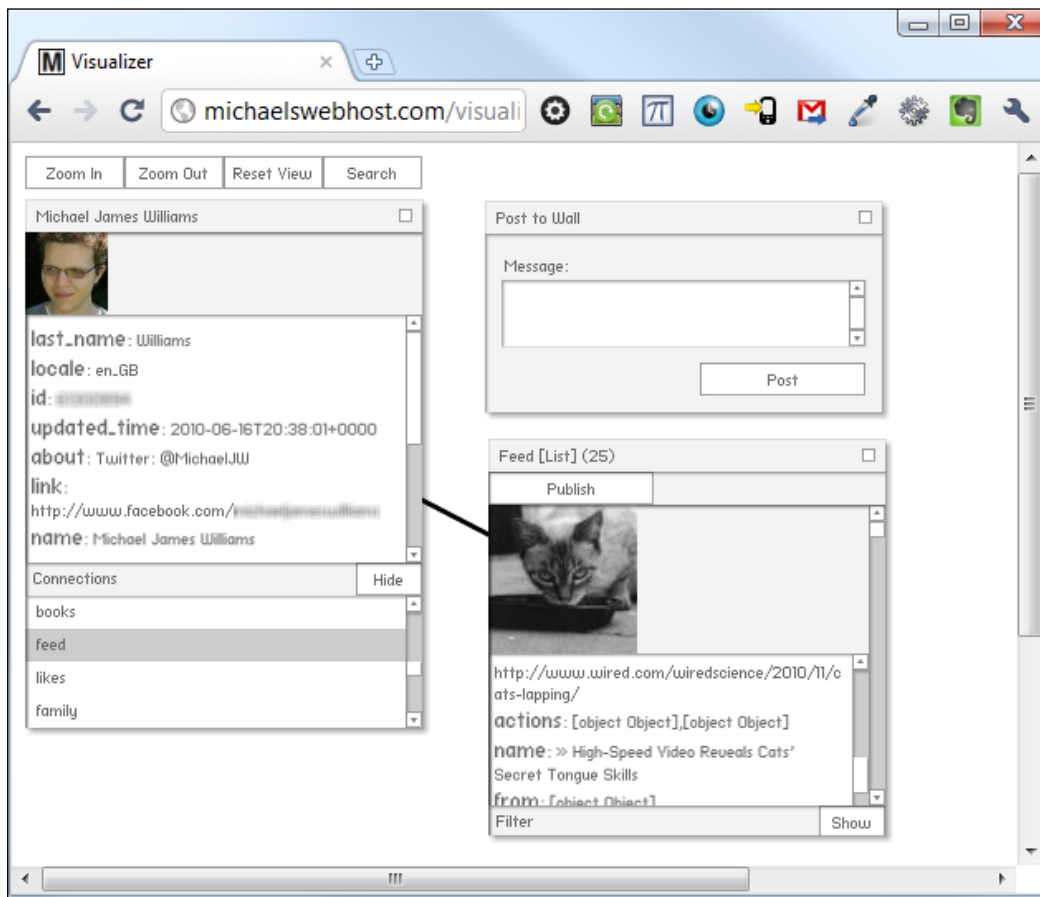 M Visualizer
michaelswebhost.com/visuali
π
M
Zoom In Zoom Out Reset View Search
Michael James Williams
last_name: Williams
locale: en_GB
id:
updated_time: 2010-06-16T20:38:01+0000
about: Twitter: @MichaelJW
link:
http://www.facebook.com/
name: Michael James Williams
Connections Hide
books
feed
likes
family
Post to Wall
Message:
Post
Feed [List] (25)
Publish
http://www.wired.com/wiredscience/2010/11/c
ats-lapping/
actions: [object Object],[object Object]
name: » High-Speed Video Reveals Cats'
Secret Tongue Skills
from: [object Object]
Filter Show